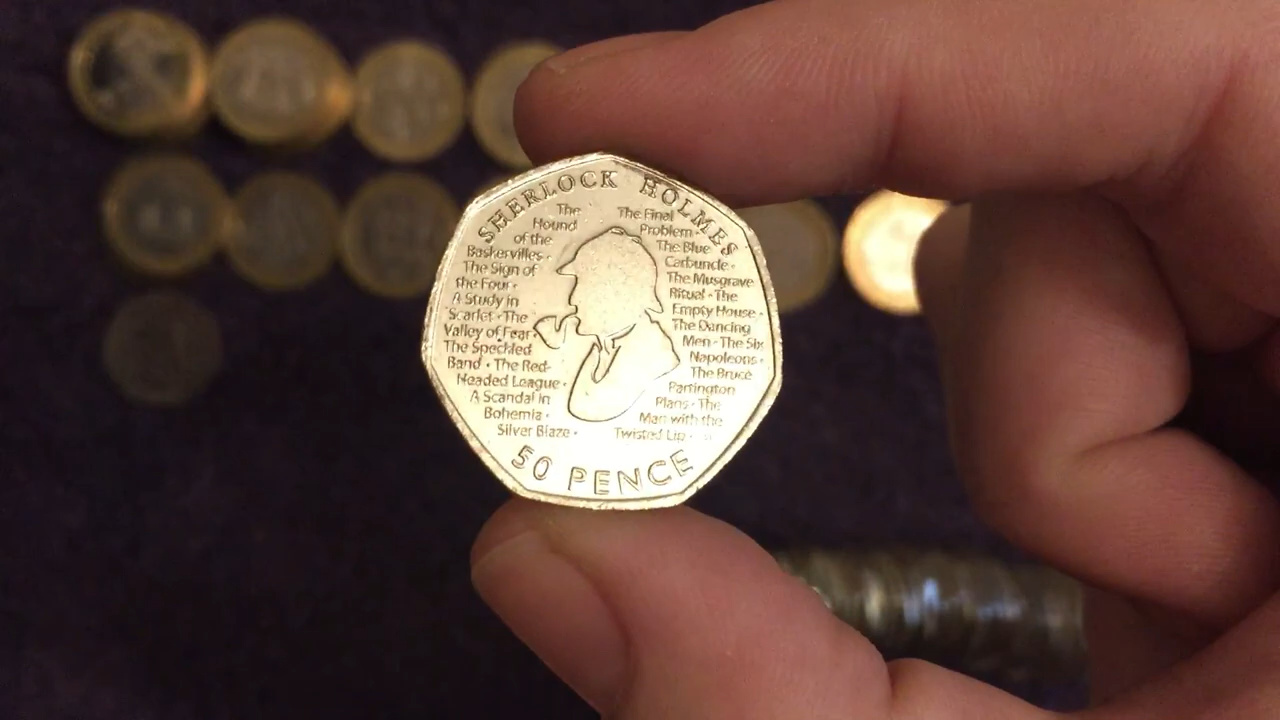 SHERLOCK HOLMES
The
Hound
of the
Baskervilles •
The Sign of
the Four •
A Study in
Scarlet • The
Valley of Fear •
The Speckled
Band • The Red-
Headed League •
A Scandal in
Bohemia •
Silver Blaze •
The Final
Problem •
The Blue
Carbuncle •
The Musgrave
Ritual • The
Empty House •
The Dancing
Men • The Six
Napoleons •
The Bruce
Partington
Plans • The
Man with the
Twisted Lip •
50 PENCE